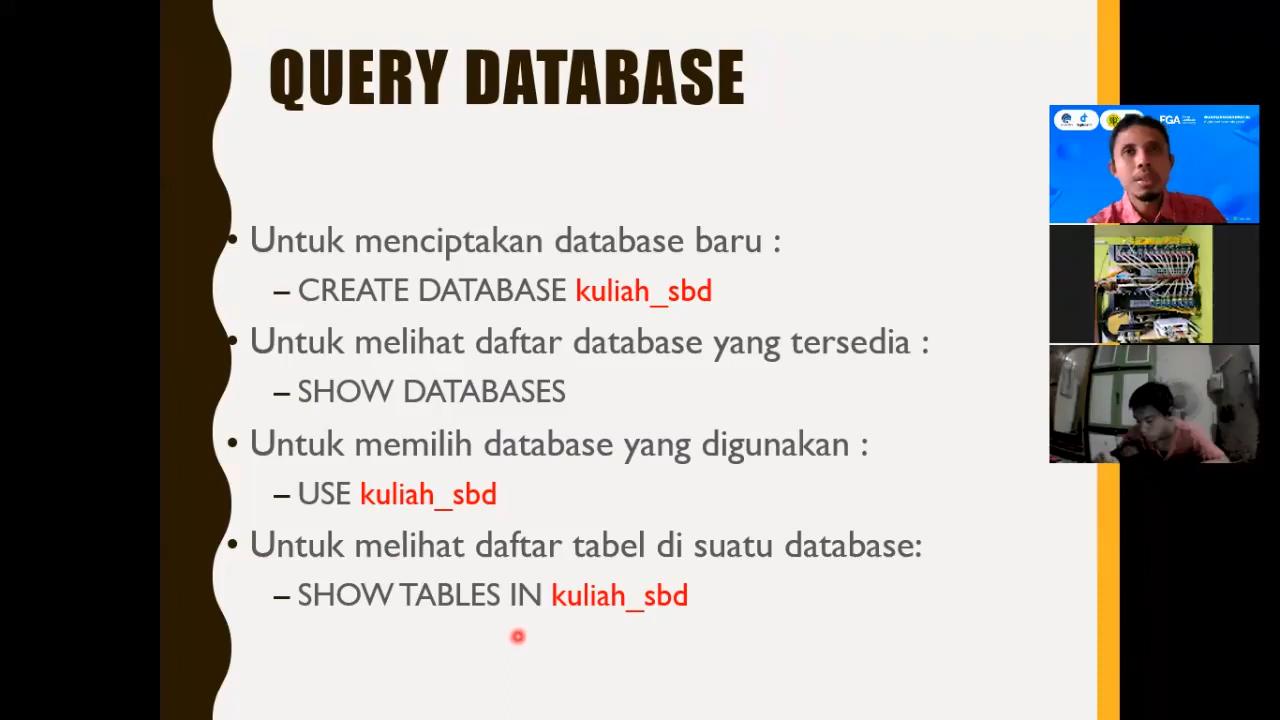 QUERY DATABASE
• Untuk menciptakan database baru :
– CREATE DATABASE kuliah_sbd
• Untuk melihat daftar database yang tersedia :
– SHOW DATABASES
• Untuk memilih database yang digunakan :
– USE kuliah_sbd
• Untuk melihat daftar tabel di suatu database:
– SHOW TABLES IN kuliah_sbd
FGA